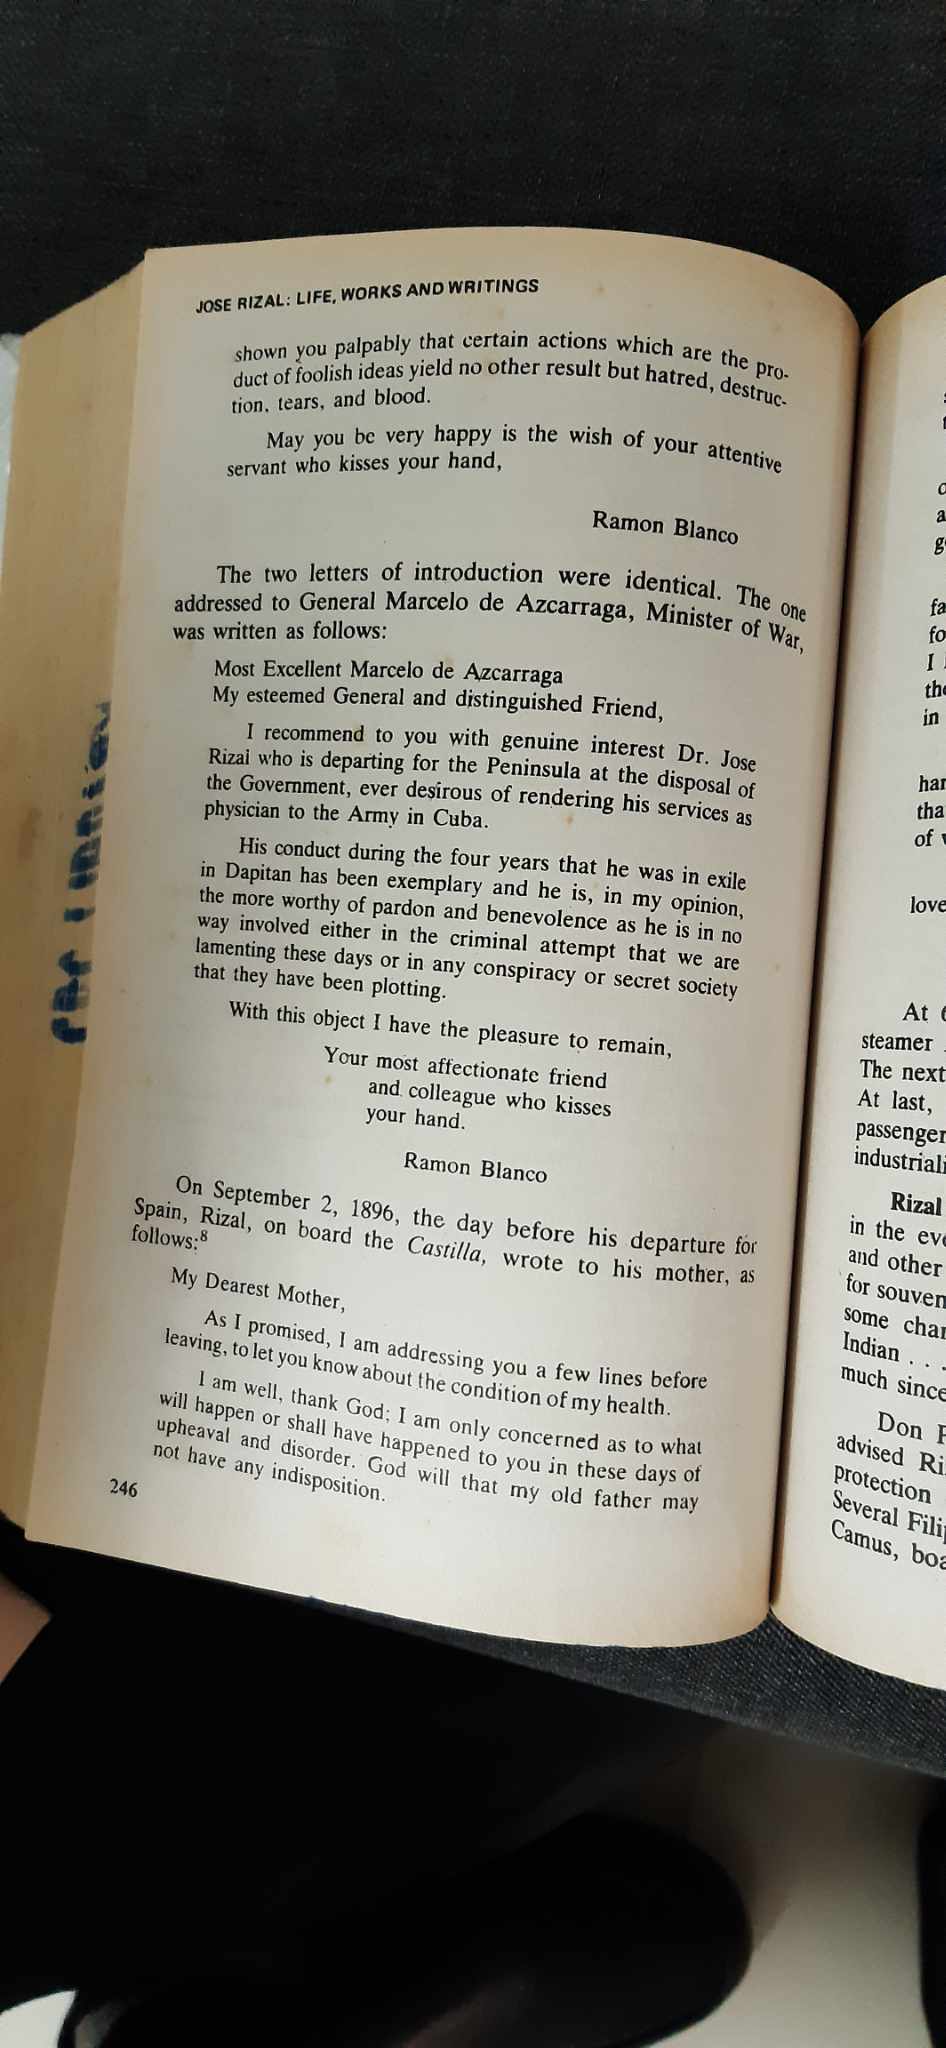 JOSE RIZAL: LIFE, WORKS AND WRITINGS
shown you palpably that certain actions which are the pro-
duct of foolish ideas yield no other result but hatred, destruc-
tion, tears, and blood.
May you be very happy is the wish of your attentive
servant who kisses your hand,
Ramon Blanco
The two letters of introduction were identical. The one
addressed to General Marcelo de Azcarraga, Minister of War,
was written as follows:
Most Excellent Marcelo de Azcarraga
My esteemed General and distinguished Friend,
I recommend to you with genuine interest Dr. Jose
Rizal who is departing for the Peninsula at the disposal of
the Government, ever desirous of rendering his services as
physician to the Army in Cuba.
His conduct during the four years that he was in exile
in Dapitan has been exemplary and he is, in my opinion,
the more worthy of pardon and benevolence as he is in no
way involved either in the criminal attempt that we are
lamenting these days or in any conspiracy or secret society
that they have been plotting.
With this object I have the pleasure to remain,
Your most affectionate friend
and colleague who kisses
your hand.
Ramon Blanco
On September 2, 1896, the day before his departure for
Spain, Rizal, on board the Castilla, wrote to his mother, as
follows:8
My Dearest Mother,
As I promised, I am addressing you a few lines before
leaving, to let you know about the condition of my health.
I am well, thank God; I am only concerned as to what
will happen or shall have happened to you in these days of
upheaval and disorder. God will that my old father may
not have any indisposition.
246
in
of
love
At
steamer
The next
At last,
passenger
industriali
Rizal
in the eve
and other
for souven
some char
Indian . . .
much since
Don
advised Ri
protection
Several Filip
Camus, boa